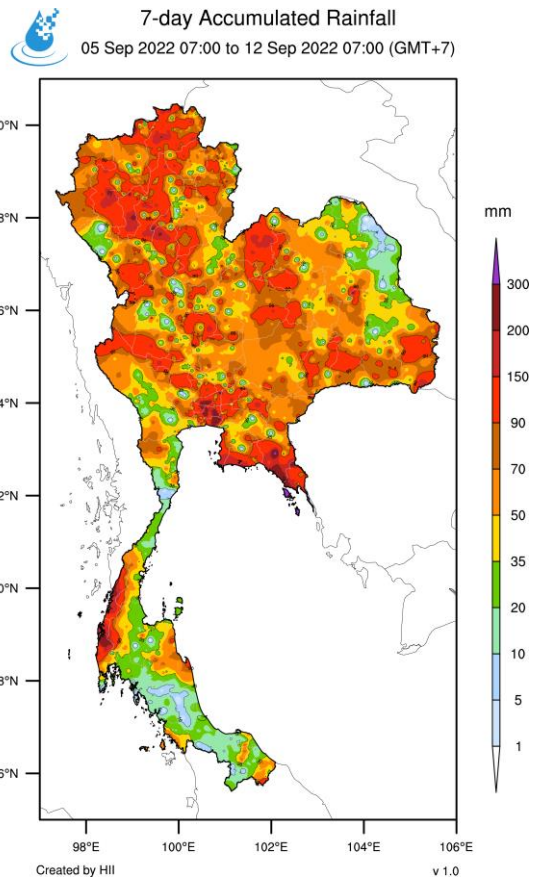 7-day Accumulated Rainfall
05 Sep 2022 07:00 to 12 Sep 2022 07:00 (GMT+7)
0°N
8°N
6°N
4°N
2°N
0°N
8°N
6°N
98°E 100°E 102°E 104°E 106°E
mm
300
200
150
90
70
50
35
20
10
5
1
Created by HII v 1.0